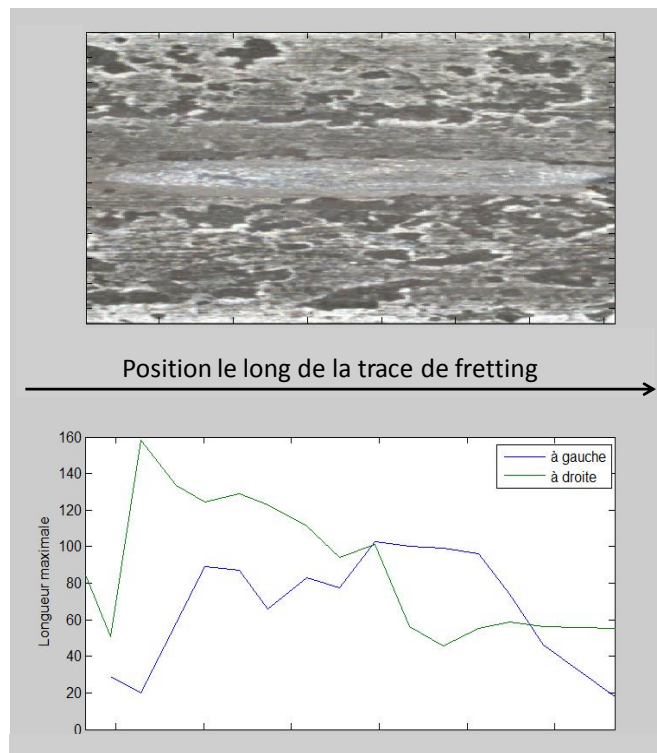 Position le long de la trace de fretting
160
140
120
100
80
60
40
20
0
Longueur maximale
à gauche
à droite